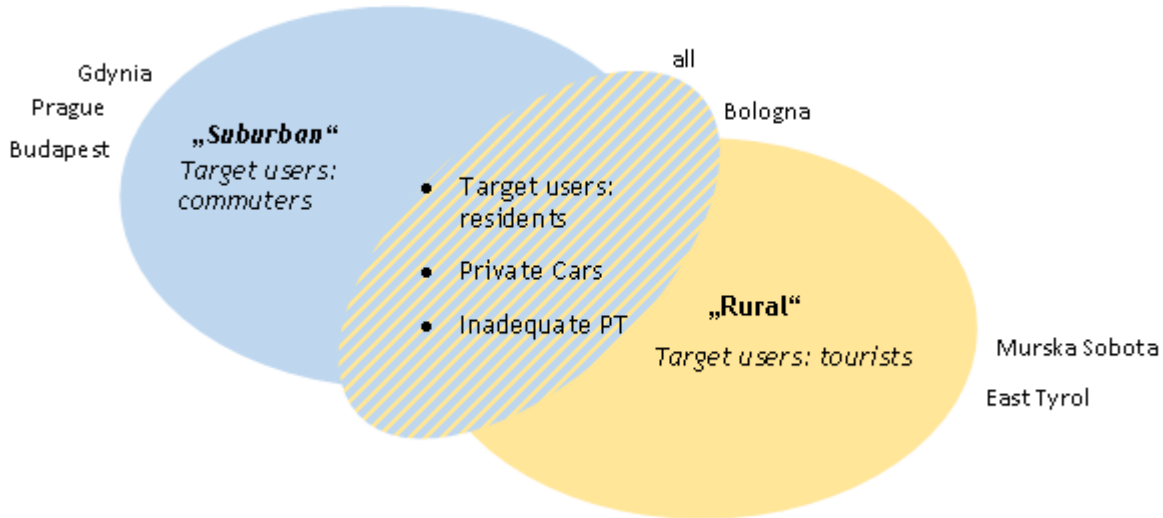 all
Gdynia
Prague
Bologna
Budapest
„Suburban“
Target users:
commuters
• Target users:
residents
• Private Cars
• Inadequate PT
„Rural“
Target users: tourists
Murska Sobota
East Tyrol